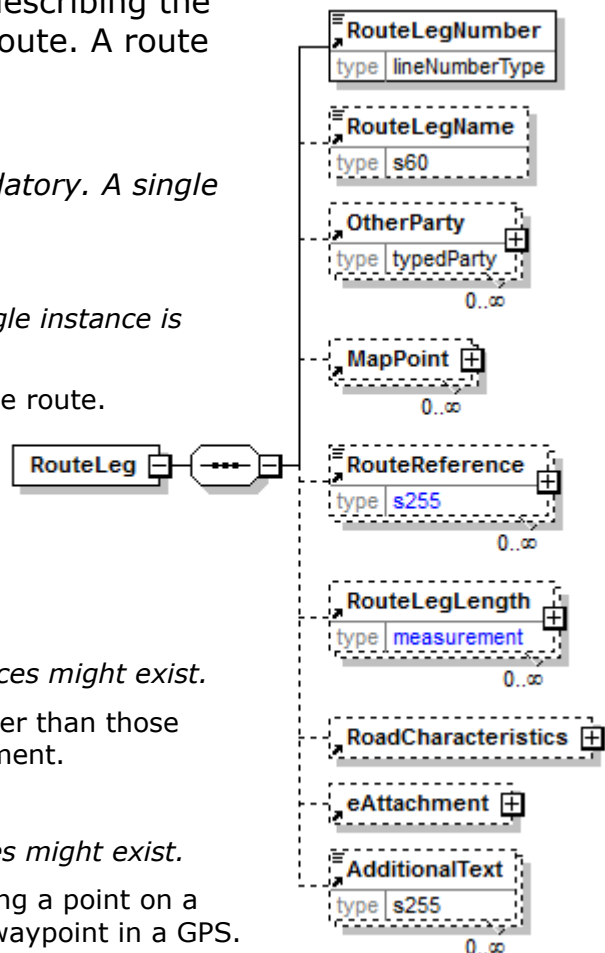 describing the
oute. A route
latory. A single
gle instance is
e route.
ces might exist.
er than those
ment.
es might exist.
ng a point on a
waypoint in a GPS.
RouteLeg
RouteLegNumber
type lineNumberType
RouteLegName
type s60
OtherParty
type typedParty
0..∞
MapPoint
0..∞
RouteReference
type s255
0..∞
RouteLegLength
type measurement
0..∞
RoadCharacteristics
eAttachment
AdditionalText
type s255
0..∞